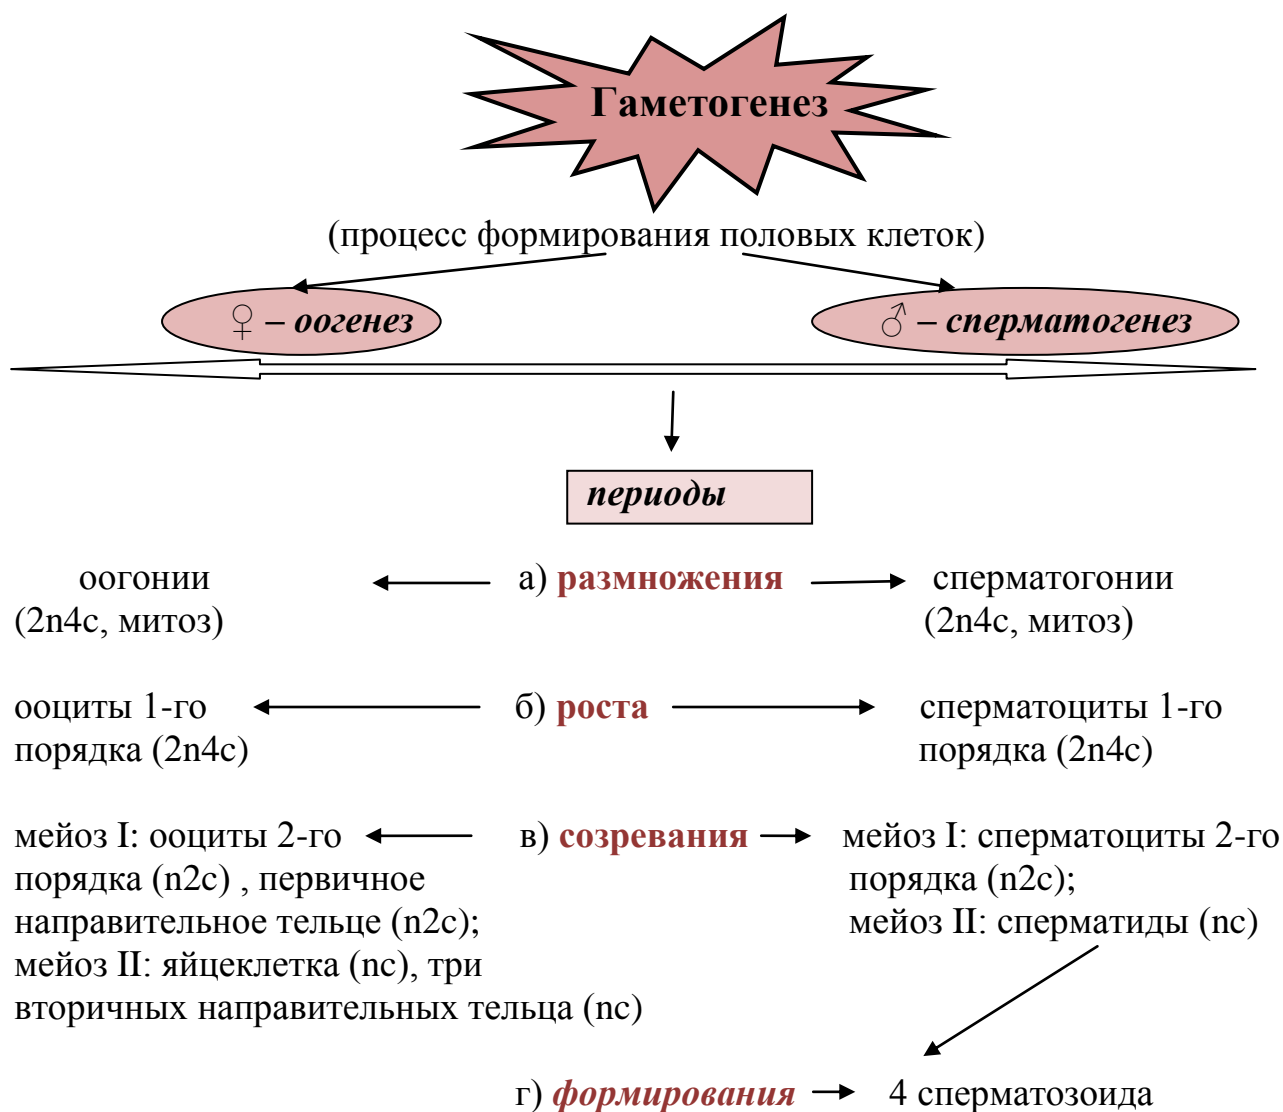 Гаметогенез
(процесс формирования половых клеток)
♀ – оогенез
♂ – сперматогенез
периоды
оогонии
(2n4c, митоз)
а) размножения
сперматогонии
(2n4c, митоз)
ооциты 1-го
порядка (2n4c)
б) роста
сперматоциты 1-го
порядка (2n4c)
мейоз I: ооциты 2-го
порядка (n2c) , первичное
направительное тельце (n2c);
мейоз II: яйцеклетка (nc), три
вторичных направительных тельца (nc)
в) созревания
мейоз I: сперматоциты 2-го
порядка (n2c);
мейоз II: сперматиды (nc)
г) формирования
4 сперматозоида